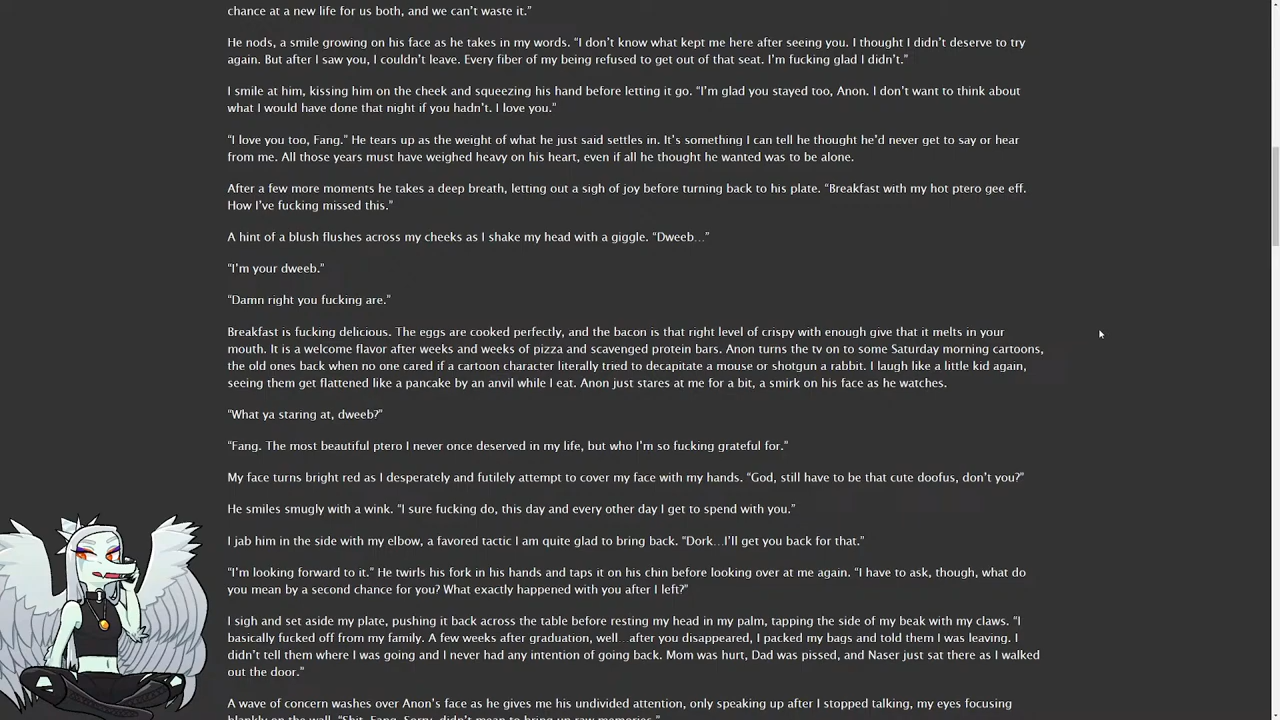 chance at a new life for us both, and we can’t waste it.”
He nods, a smile growing on his face as he takes in my words. “I don’t know what kept me here after seeing you. I thought I didn’t deserve to try
again. But after I saw you, I couldn’t leave. Every fiber of my being refused to get out of that seat. I’m fucking glad I didn’t.”
I smile at him, kissing him on the cheek and squeezing his hand before letting it go. “I’m glad you stayed too, Anon. I don’t want to think about
what I would have done that night if you hadn’t. I love you.”
“I love you too, Fang.” He tears up as the weight of what he just said settles in. It’s something I can tell he thought he’d never get to say or hear
from me. All those years must have weighed heavy on his heart, even if all he thought he wanted was to be alone.
After a few more moments he takes a deep breath, letting out a sigh of joy before turning back to his plate. “Breakfast with my hot ptero gee eff.
How I’ve fucking missed this.”
A hint of a blush flushes across my cheeks as I shake my head with a giggle. “Dweeb…”
“I’m your dweeb.”
“Damn right you fucking are.”
Breakfast is fucking delicious. The eggs are cooked perfectly, and the bacon is that right level of crispy with enough give that it melts in your
mouth. It is a welcome flavor after weeks and weeks of pizza and scavenged protein bars. Anon turns the tv on to some Saturday morning cartoons,
the old ones back when no one cared if a cartoon character literally tried to decapitate a mouse or shotgun a rabbit. I laugh like a little kid again,
seeing them get flattened like a pancake by an anvil while I eat. Anon just stares at me for a bit, a smirk on his face as he watches.
“What ya staring at, dweeb?”
“Fang. The most beautiful ptero I never once deserved in my life, but who I’m so fucking grateful for.”
My face turns bright red as I desperately and futilely attempt to cover my face with my hands. “God, still have to be that cute doofus, don’t you?”
He smiles smugly with a wink. “I sure fucking do, this day and every other day I get to spend with you.”
I jab him in the side with my elbow, a favored tactic I am quite glad to bring back. “Dork…I’ll get you back for that.”
“I’m looking forward to it.” He twirls his fork in his hands and taps it on his chin before looking over at me again. “I have to ask, though, what do
you mean by a second chance for you? What exactly happened with you after I left?”
I sigh and set aside my plate, pushing it back across the table before resting my head in my palm, tapping the side of my beak with my claws. “I
basically fucked off from my family. A few weeks after graduation, well…after you disappeared, I packed my bags and told them I was leaving. I
didn’t tell them where I was going and I never had any intention of going back. Mom was hurt, Dad was pissed, and Naser just sat there as I walked
out the door.”
A wave of concern washes over Anon’s face as he gives me his undivided attention, only speaking up after I stopped talking, my eyes focusing
blankly on the wall. “Shit, Fang. Sorry, didn’t mean to bring up raw memories.”